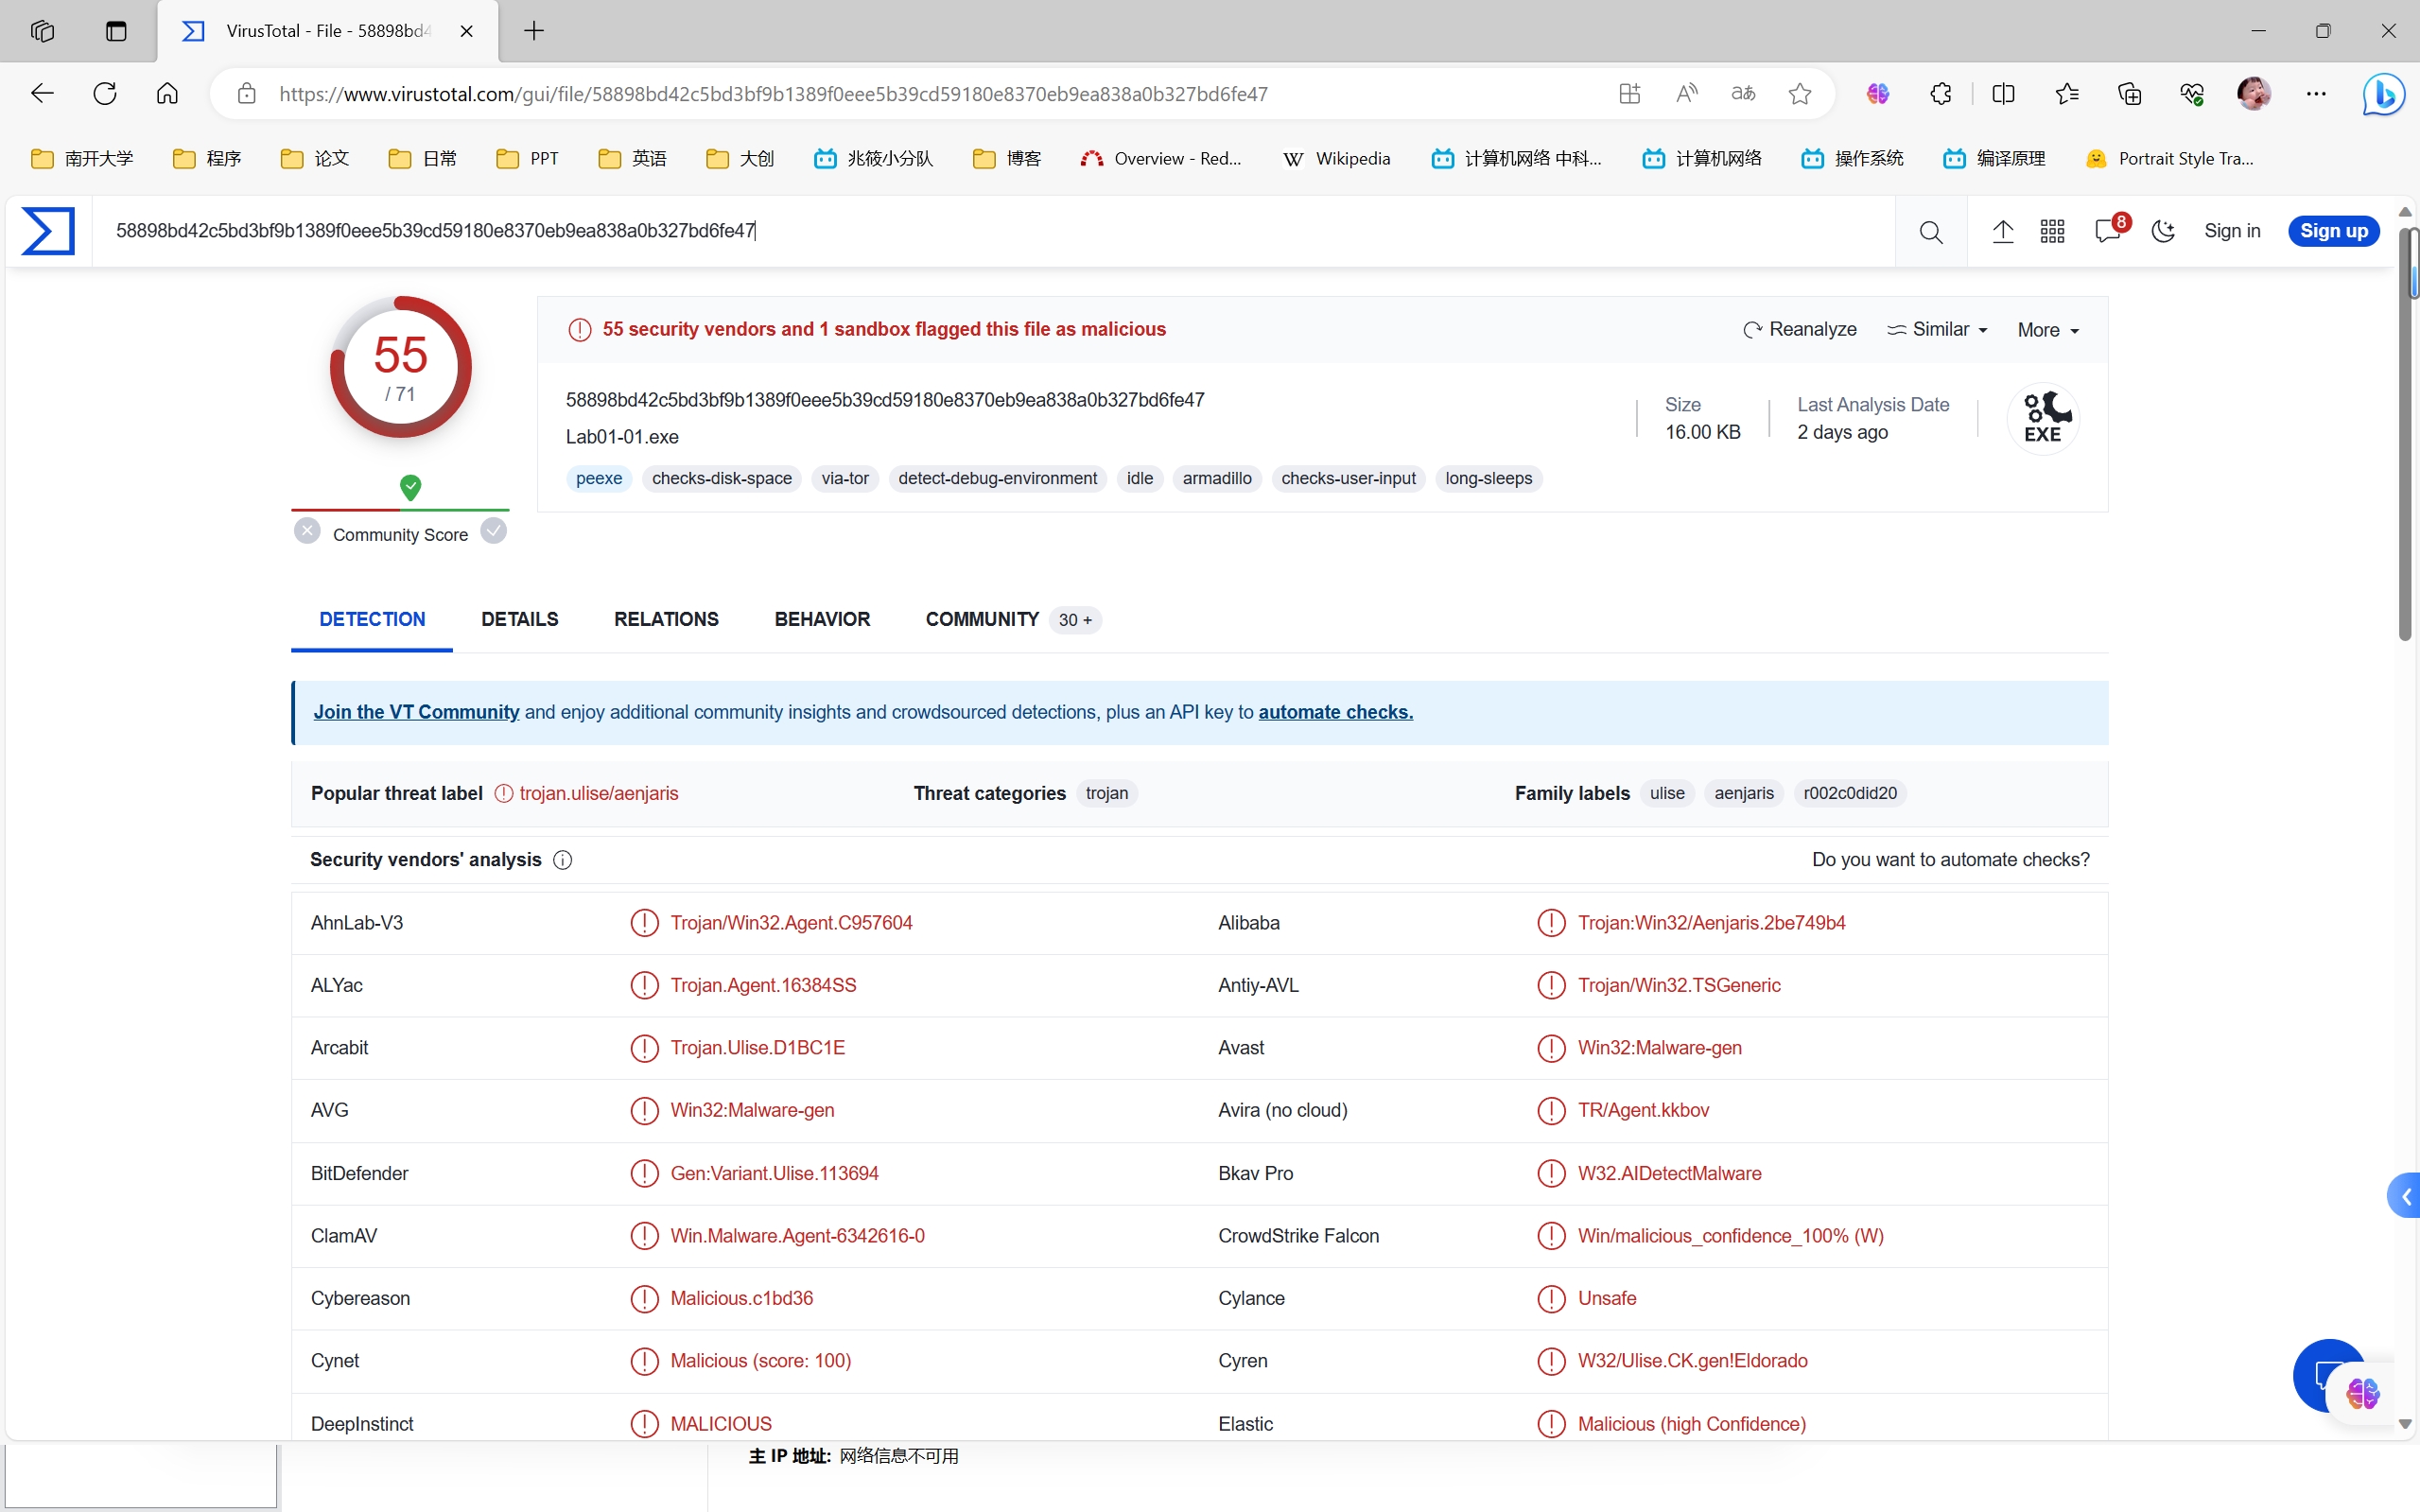 VirusTotal - File - 58898bd4
https://www.virustotal.com/gui/file/58898bd42c5bd3bf9b1389f0eee5b39cd59180e8370eb9ea838a0b327bd6fe47
aあ
南开大学 程序 论文 日常 PPT 英语 大创 兆筱小分队 博客 Overview - Red... W Wikipedia 计算机网络 中科... 计算机网络 操作系统 编译原理 Portrait Style Tra...
58898bd42c5bd3bf9b1389f0eee5b39cd59180e8370eb9ea838a0b327bd6fe47 8 Sign in Sign up
55
/ 71
Community Score
55 security vendors and 1 sandbox flagged this file as malicious Reanalyze Similar More
58898bd42c5bd3bf9b1389f0eee5b39cd59180e8370eb9ea838a0b327bd6fe47
Lab01-01.exe
peexe checks-disk-space via-tor detect-debug-environment idle armadillo checks-user-input long-sleeps
Size
16.00 KB
Last Analysis Date
2 days ago
EXE
DETECTION DETAILS RELATIONS BEHAVIOR COMMUNITY 30 +
Join the VT Community and enjoy additional community insights and crowdsourced detections, plus an API key to automate checks.
Popular threat label trojan.ulise/aenjaris Threat categories trojan Family labels ulise aenjaris r002c0did20
Security vendors' analysis Do you want to automate checks?
AhnLab-V3 Trojan/Win32.Agent.C957604 Alibaba Trojan:Win32/Aenjaris.2be749b4
ALYac Trojan.Agent.16384SS Antiy-AVL Trojan/Win32.TSGeneric
Arcabit Trojan.Ulise.D1BC1E Avast Win32:Malware-gen
AVG Win32:Malware-gen Avira (no cloud) TR/Agent.kkbov
BitDefender Gen:Variant.Ulise.113694 Bkav Pro W32.AIDetectMalware
ClamAV Win.Malware.Agent-6342616-0 CrowdStrike Falcon Win/malicious_confidence_100% (W)
Cybereason Malicious.c1bd36 Cylance Unsafe
Cynet Malicious (score: 100) Cyren W32/Ulise.CK.gen!Eldorado
DeepInstinct MALICIOUS Elastic Malicious (high Confidence)
主 IP 地址: 网络信息不可用